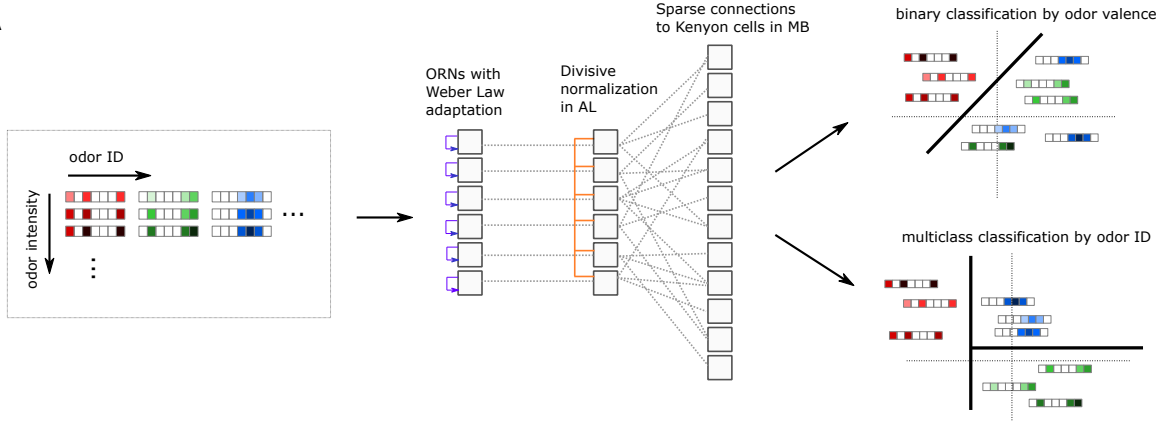 Sparse connections
to Kenyon cells in MB
binary classification by odor valence
ORNs with
Weber Law
adaptation
Divisive
normalization
in AL
odor ID
odor intensity
...
multiclass classification by odor ID